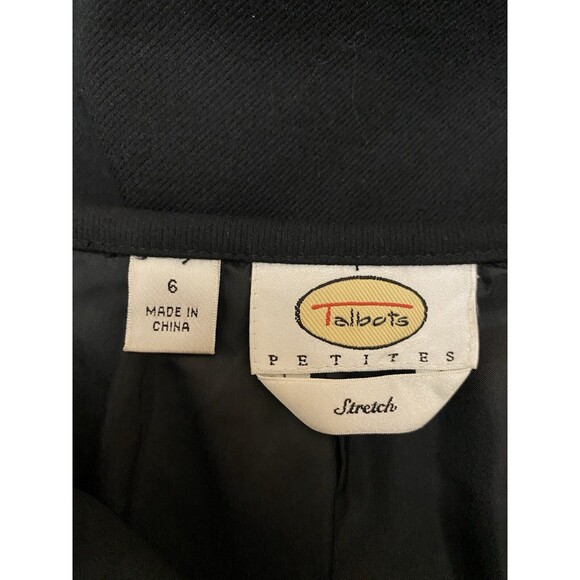 6
MADE IN
CHINA
Talbots
PETITES
Stretch